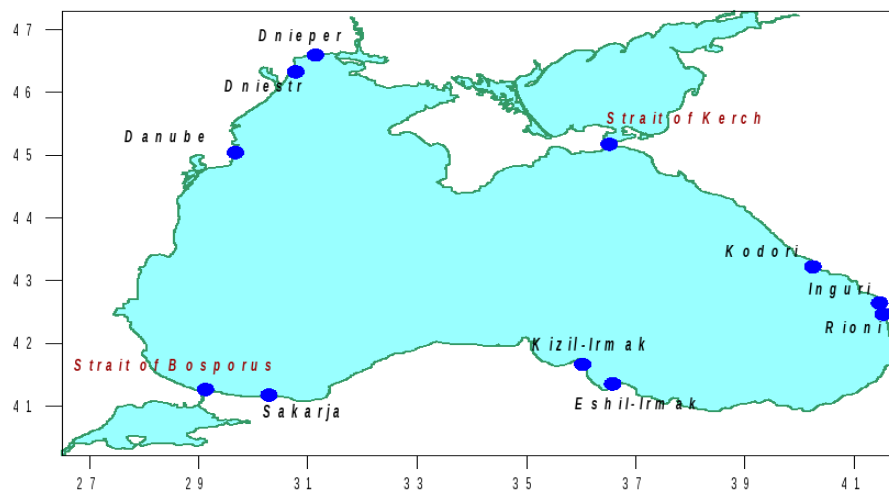 47
Dnieper
46
Dniestr
Strait of Kerch
Danube
45
44
Kodori
43
Inguri
Rioni
42
Kizil-Irmak
Strait of Bosporus
41
Sakarja
Eshil-Irmak
27 29 31 33 35 37 39 41